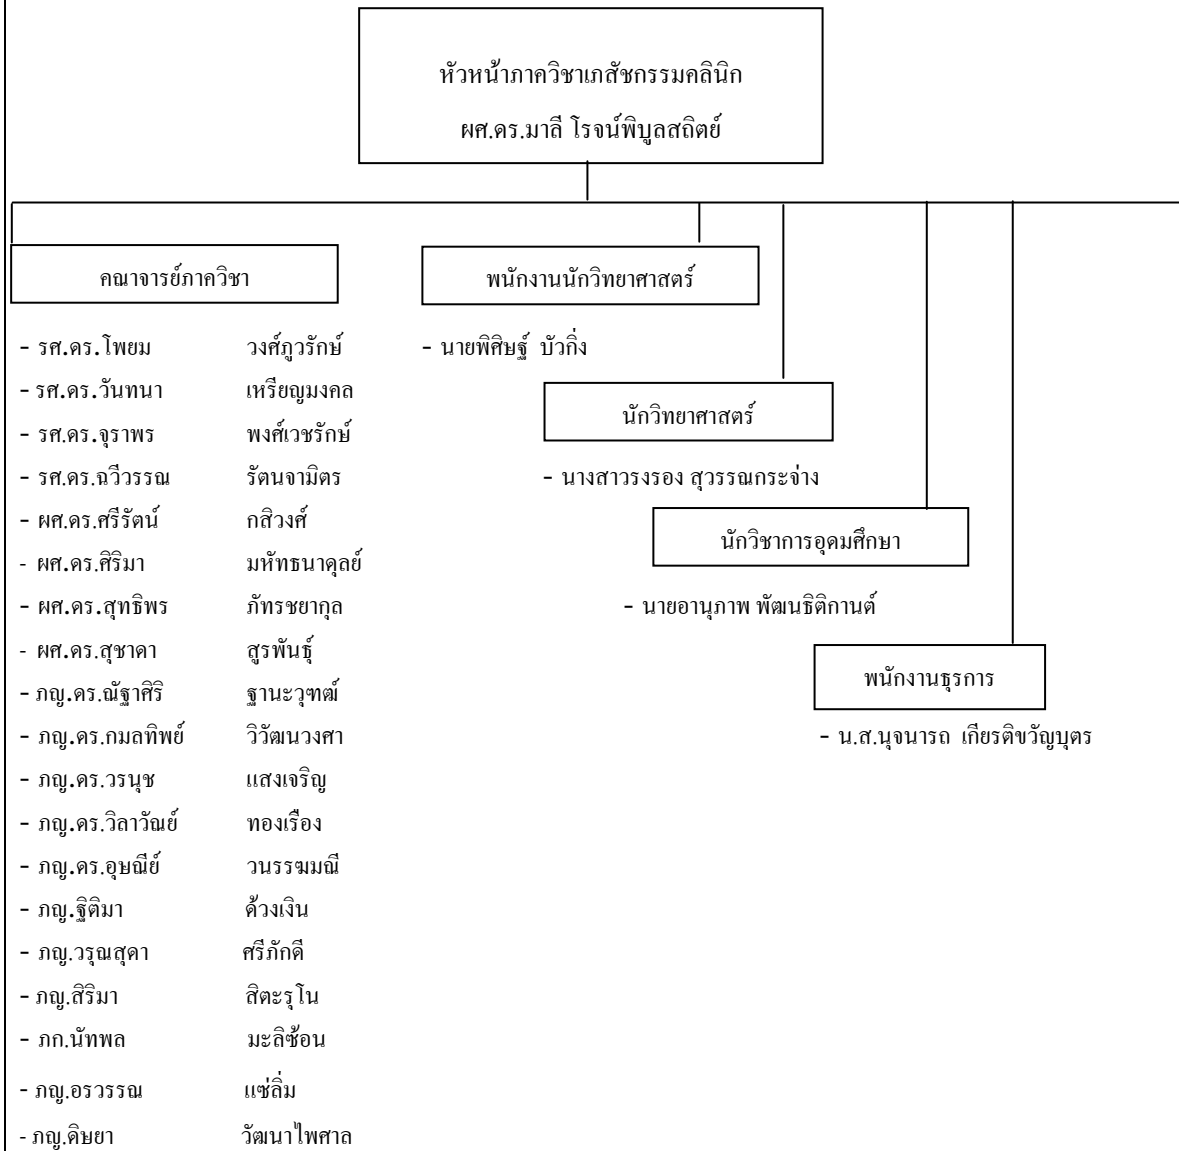 หัวหน้าภาควิชาเภสัชกรรมคลินิก
ผศ.ดร.มาลี โรจน์พิบูลสถิตย์
คณาจารย์ภาควิชา
- รศ.ดร.โพยม วงศ์ภูวรักษ์
- รศ.ดร.วันทนา เหรียญมงคล
- รศ.ดร.จุราพร พงศ์เวชรักษ์
- รศ.ดร.ฉวีวรรณ รัตนจามิตร
- ผศ.ดร.ศรีรัตน์ กสิวงศ์
- ผศ.ดร.ศิริมา มหัทธนาดุลย์
- ผศ.ดร.สุทธิพร ภัทรชยากุล
- ผศ.ดร.สุชาดา สูรพันธุ์
- ภญ.ดร.ณัฐาศิริ ฐานะวุฑฒ์
- ภญ.ดร.กมลทิพย์ วิวัฒนวงศา
- ภญ.ดร.วรนุช แสงเจริญ
- ภญ.ดร.วิลาวัณย์ ทองเรือง
- ภญ.ดร.อุษณีย์ วนรรฆมณี
- ภญ.ฐิติมา ด้วงเงิน
- ภญ.วรุณสุดา ศรีภักดี
- ภญ.สิริมา สิตะรุโน
- ภก.นัทพล มะลิซ้อน
- ภญ.อรวรรณ แซ่ลิ่ม
- ภญ.ดิษยา วัฒนาไพศาล
พนักงานนักวิทยาศาสตร์
- นายพิศิษฐ์ บัวกิ่ง
นักวิทยาศาสตร์
- นางสาวรงรอง สุวรรณกระจ่าง
นักวิชาการอุดมศึกษา
- นายอานุภาพ พัฒนธิติกานต์
พนักงานธุรการ
- น.ส.นุจนารถ เกียรติขวัญบุตร